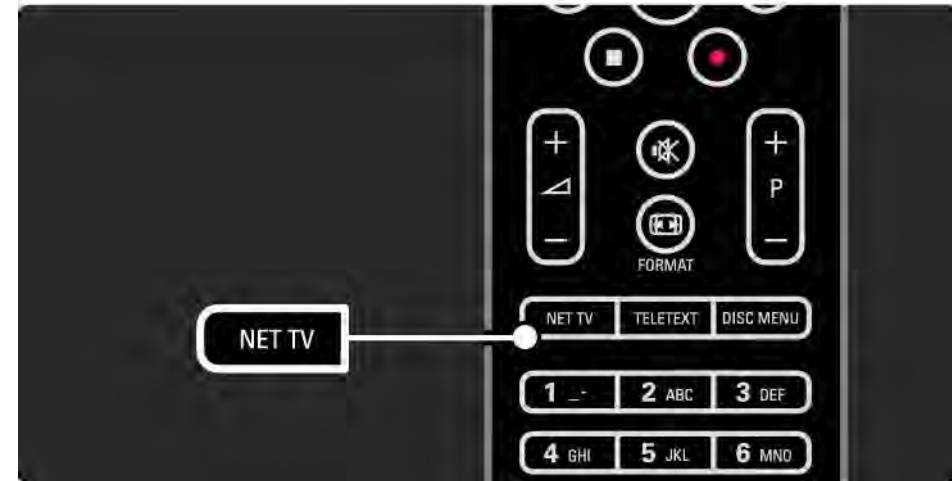 + +
P
- -
FORMAT
NET TV
NET TV TELETEXT DISC MENU
1 _- 2 ABC 3 DEF
4 GHI 5 JKL 6 MNO